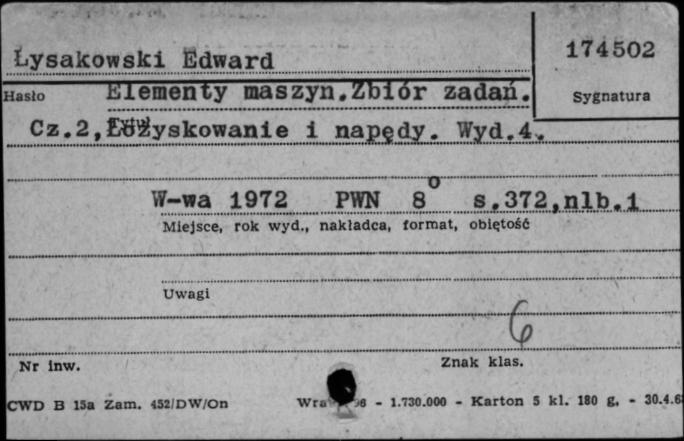 Łysakowski Edward
174502
Sygnatura
Hasło Elementy maszyn.Zbiór zadań.
Cz.2,Łożyskowanie i napędy. Wyd.4.
W-wa 1972 PWN 8o s.372,nlb.1
Miejsce, rok wyd., nakładca, format, objętość
Uwagi
6
Nr inw. Znak klas.
CWD B 15a Zam. 452/DW/On - 1.730.000 - Karton 5 kl. 180 g. - 30.4.6